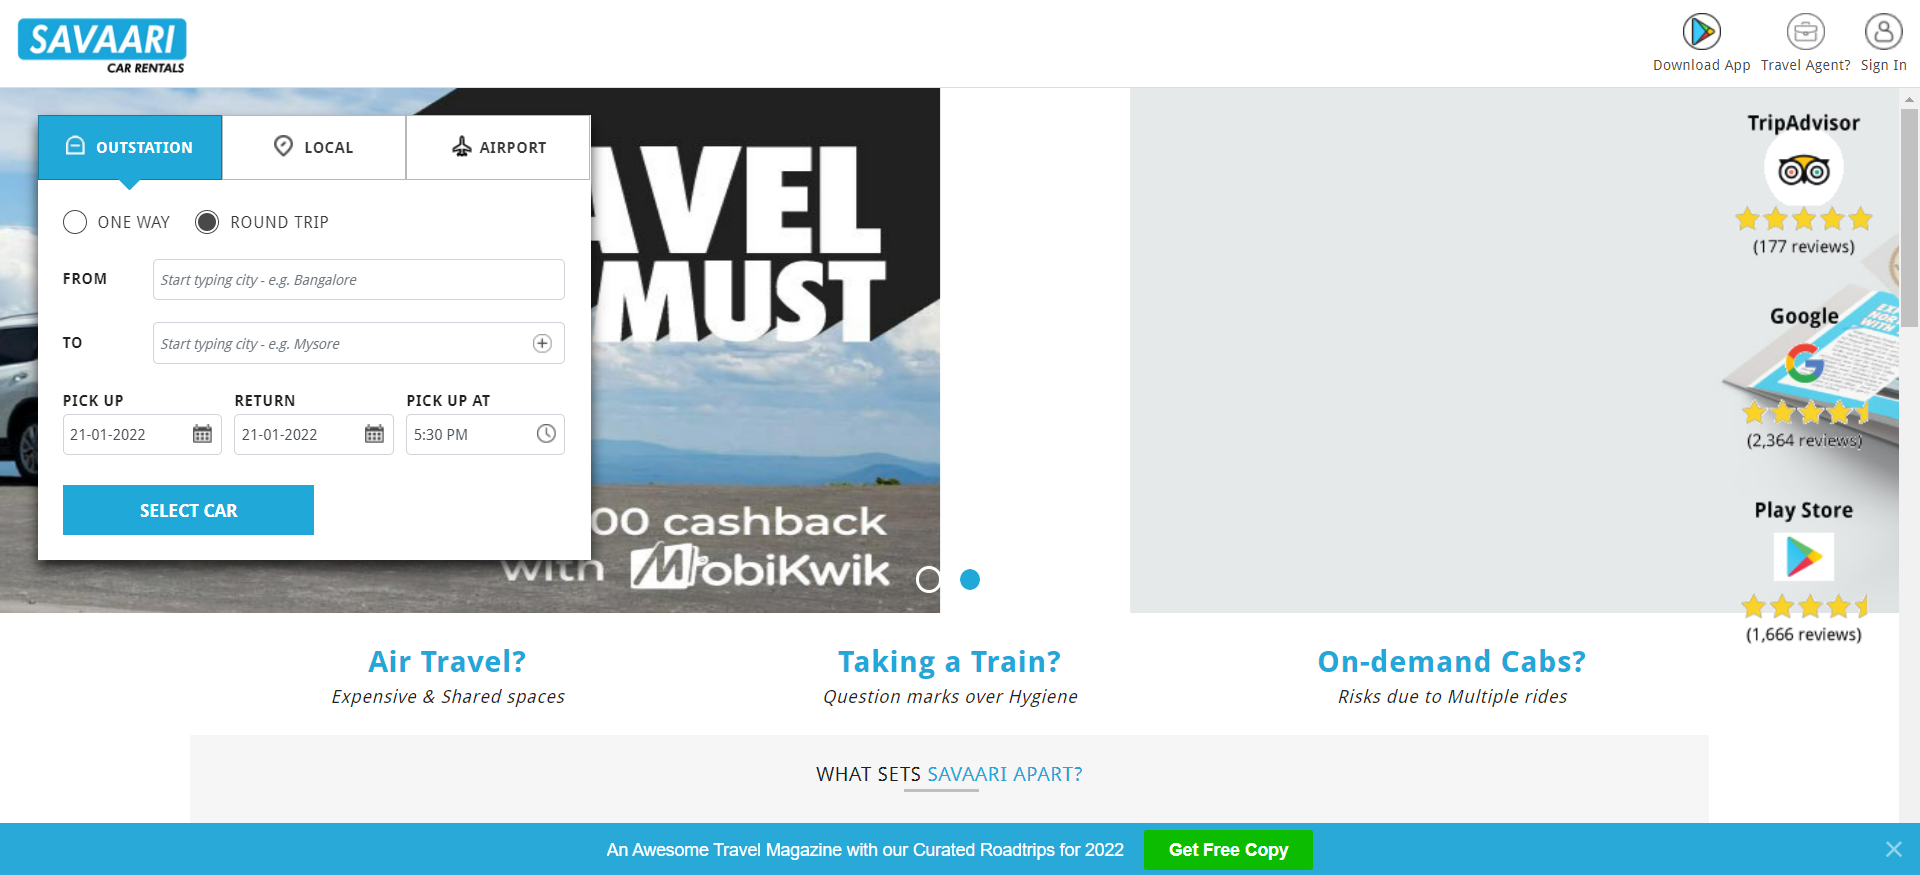 SAVAARI
CAR RENTALS
Download App
Travel Agent?
Sign In
OUTSTATION
LOCAL
AIRPORT
ONE WAY
ROUND TRIP
FROM
Start typing city - e.g. Bangalore
TO
Start typing city - e.g. Mysore
PICK UP
RETURN
PICK UP AT
21-01-2022
21-01-2022
5:30 PM
SELECT CAR
AVEL
MUST
00 cashback
with MobiKwik
TripAdvisor
(177 reviews)
Google
(2,364 reviews)
Play Store
(1,666 reviews)
Air Travel?
Expensive & Shared spaces
Taking a Train?
Question marks over Hygiene
On-demand Cabs?
Risks due to Multiple rides
WHAT SETS SAVAARI APART?
An Awesome Travel Magazine with our Curated Roadtrips for 2022
Get Free Copy